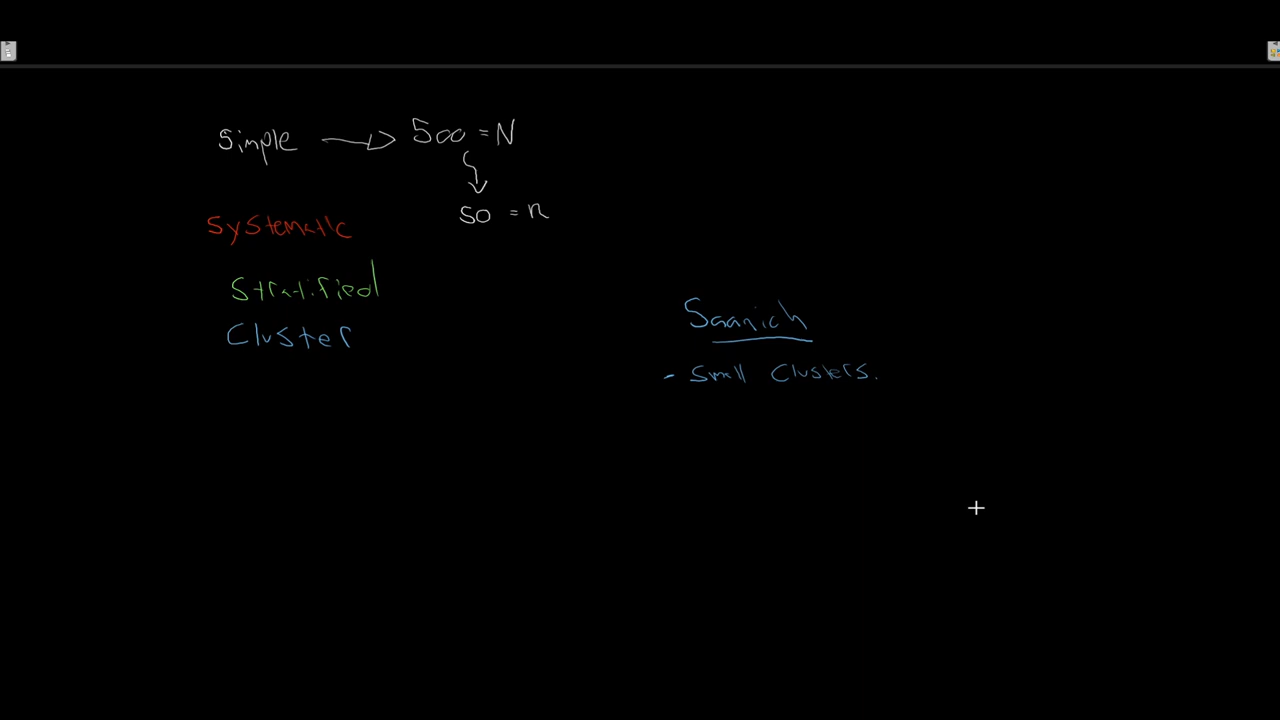 Simple → 500 = N
50 = n
Systematic
Stratified
Cluster
Saanich
- Small Clusters.